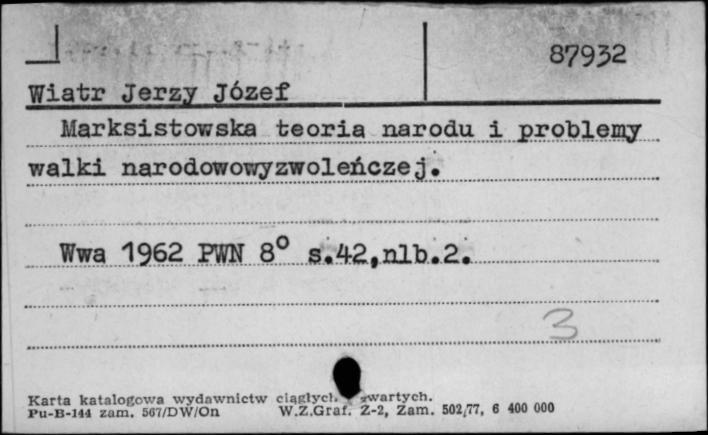 87932
Wiatr Jerzy Józef
Marksistowska teoria narodu i problemy
walki narodowowyzwoleńczej.
Wwa 1962 PWN 8° s.42,nlb.2.
3
Karta katalogowa wydawnictw ciągłych zwartych.
Pu-B-144 zam. 567/DW/On W.Z.Graf. Z-2, Zam. 502/77, 6 400 000